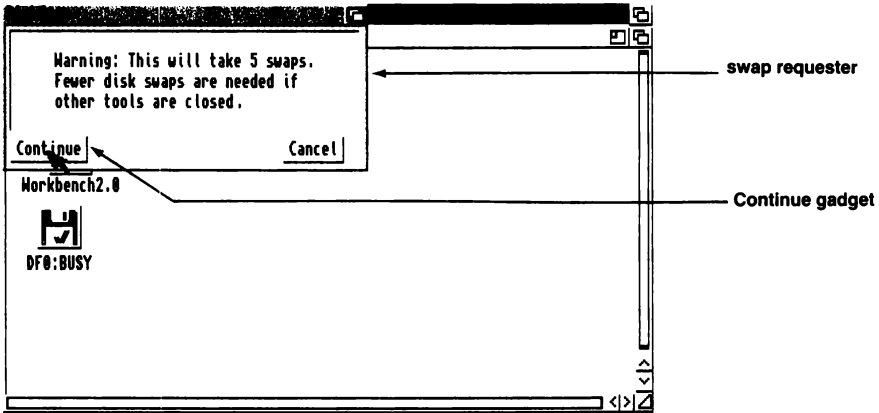 Warning: This will take 5 swaps.
Fewer disk swaps are needed if
other tools are closed.
Continue
Cancel
Workbench2.0
DF0:BUSY
swap requester
Continue gadget